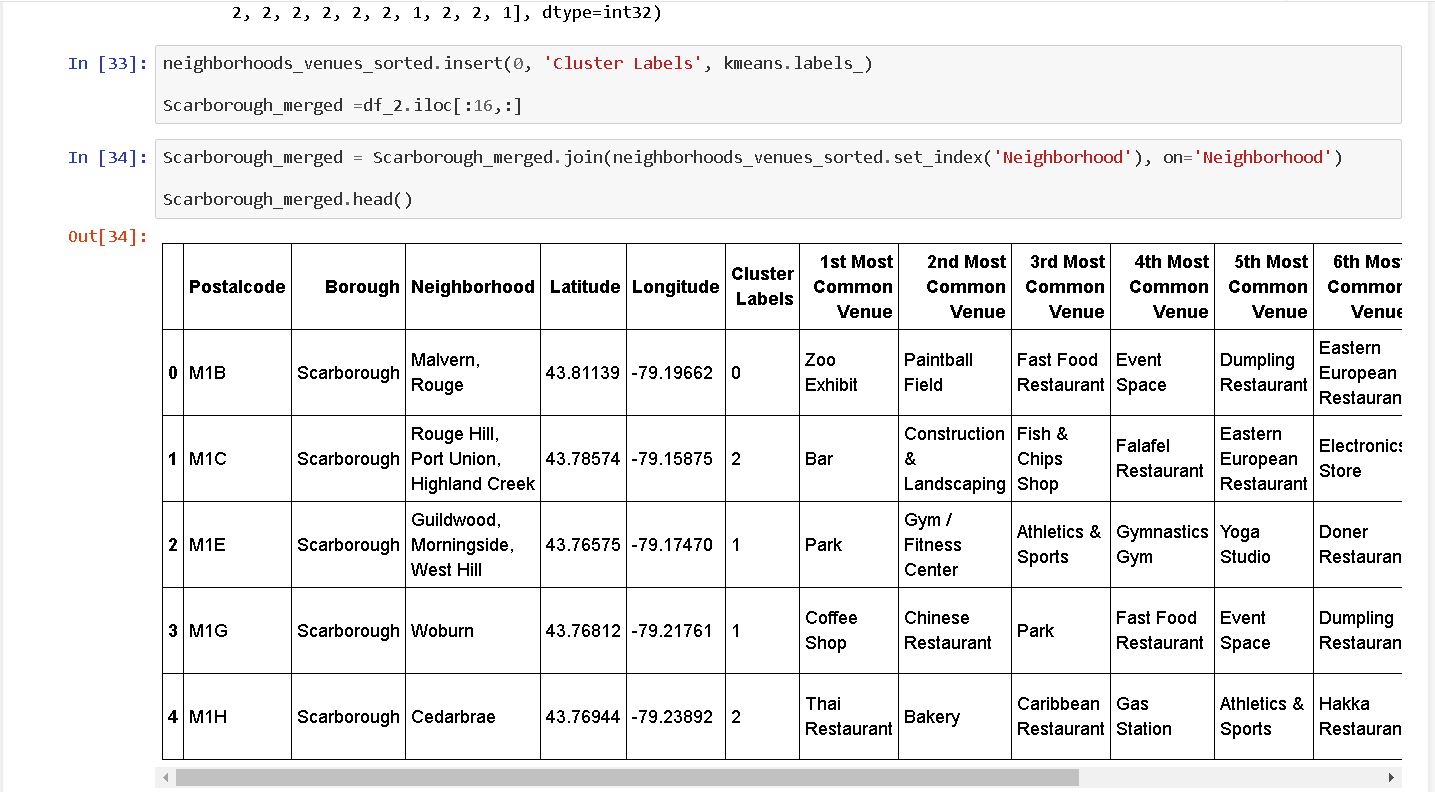 2, 2, 2, 2, 2, 2, 1, 2, 2, 1], dtype=int32)
In [33]: neighborhoods_venues_sorted.insert(0, 'Cluster Labels', kmeans.labels_)
Scarborough_merged =df_2.iloc[:16,:]
In [34]: Scarborough_merged = Scarborough_merged.join(neighborhoods_venues_sorted.set_index('Neighborhood'), on='Neighborhood')
Scarborough_merged.head()
Out[34]:
Postalcode Borough Neighborhood Latitude Longitude Cluster Labels 1st Most Common Venue 2nd Most Common Venue 3rd Most Common Venue 4th Most Common Venue 5th Most Common Venue 6th Most Common Venue
0 M1B Scarborough Malvern, Rouge 43.81139 -79.19662 0 Zoo Exhibit Paintball Field Fast Food Restaurant Event Space Dumpling Restaurant Eastern European Restauran
1 M1C Scarborough Rouge Hill, Port Union, Highland Creek 43.78574 -79.15875 2 Bar Construction & Landscaping Fish & Chips Shop Falafel Restaurant Eastern European Restaurant Electronics Store
2 M1E Scarborough Guildwood, Morningside, West Hill 43.76575 -79.17470 1 Park Gym / Fitness Center Athletics & Sports Gymnastics Gym Yoga Studio Doner Restauran
3 M1G Scarborough Woburn 43.76812 -79.21761 1 Coffee Shop Chinese Restaurant Park Fast Food Restaurant Event Space Dumpling Restauran
4 M1H Scarborough Cedarbrae 43.76944 -79.23892 2 Thai Restaurant Bakery Caribbean Restaurant Gas Station Athletics & Sports Hakka Restauran